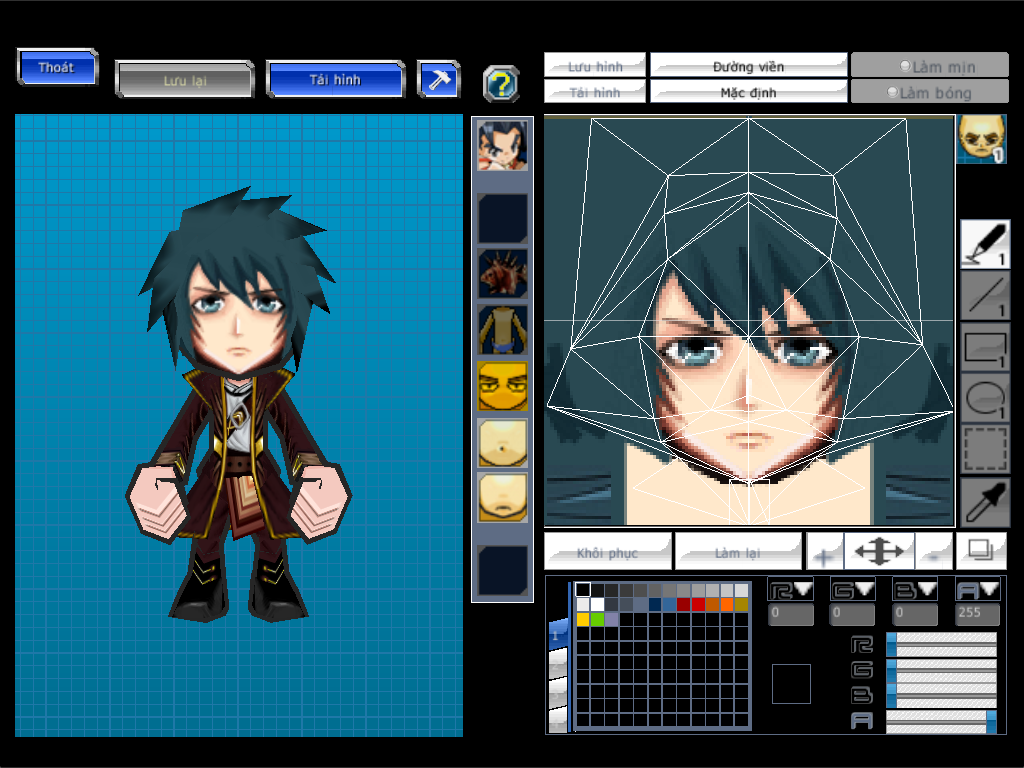 Thoát
Lưu lại
Tải hình
?
Lưu hình
Đường viền
Làm mịn
Tải hình
Mặc định
Làm bóng
1
1
1
1
1
Khôi phục
Làm lại
+
-
R
G
B
A
0
0
0
255
1
R
G
B
A